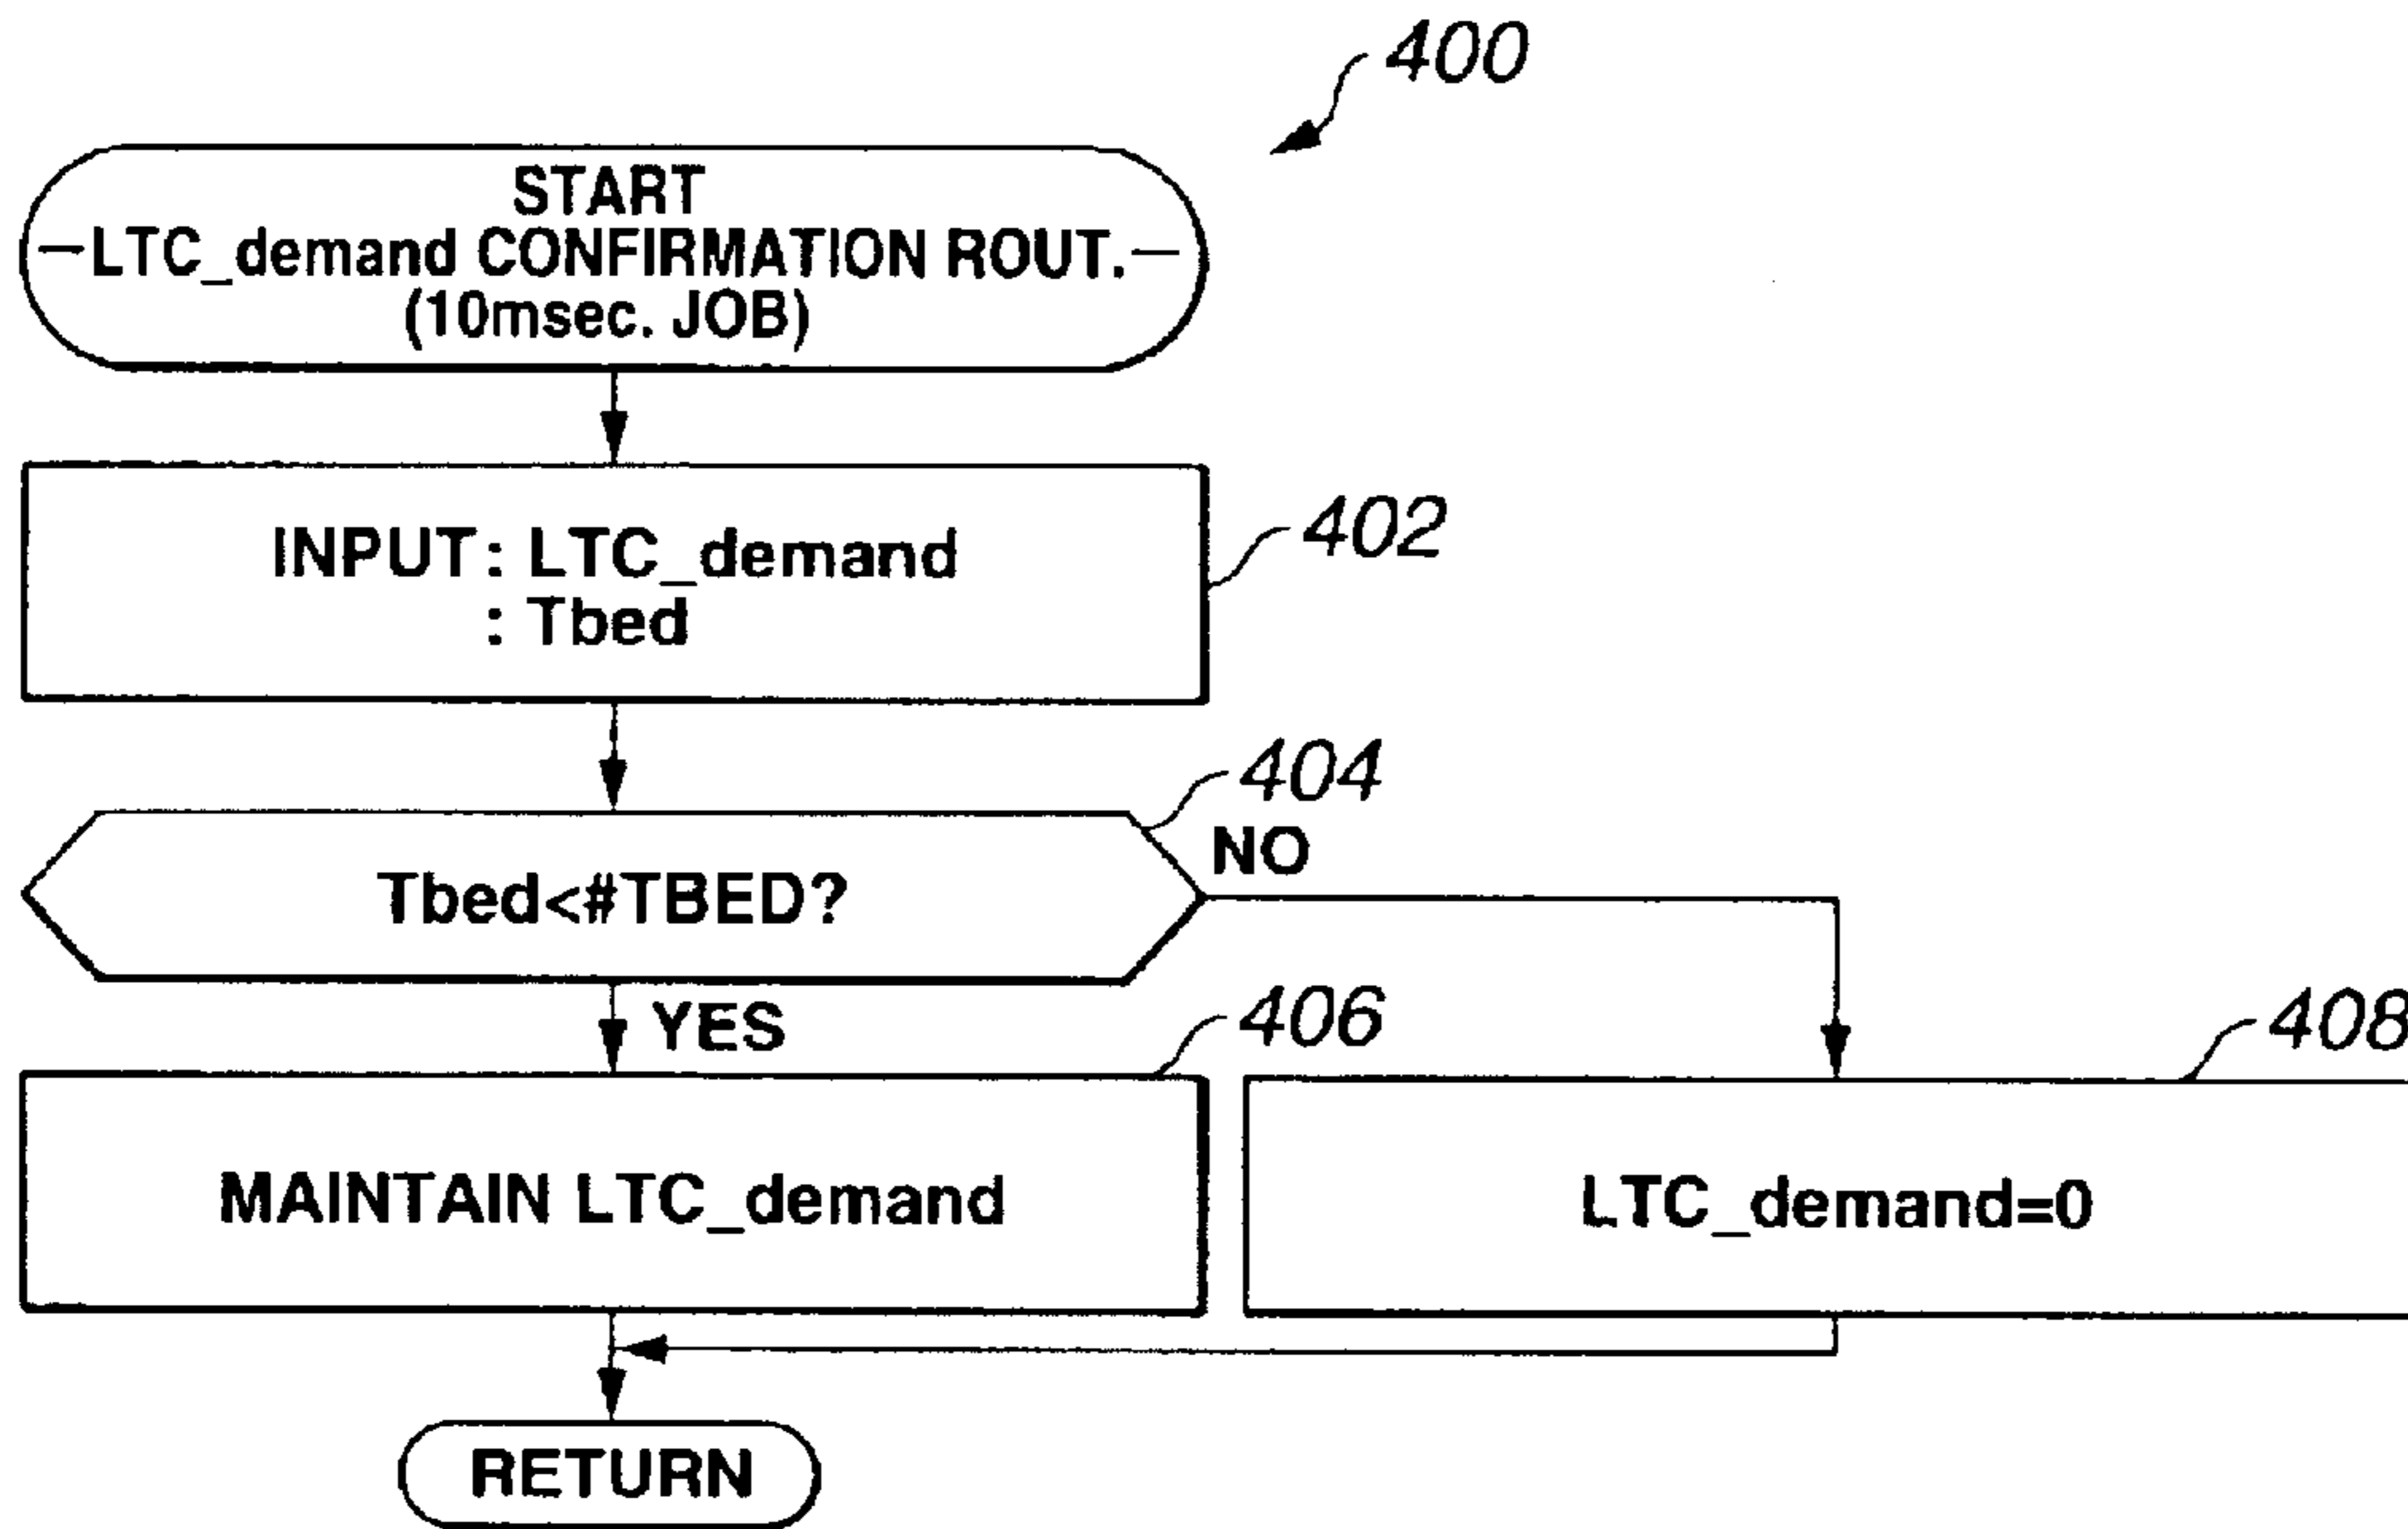 400
START
—LTC_demand CONFIRMATION ROUT.—
(10msec. JOB)
INPUT: LTC_demand
: Tbed
402
404
Tbed<#TBED?
NO
YES
406
408
MAINTAIN LTC_demand
LTC_demand=0
RETURN